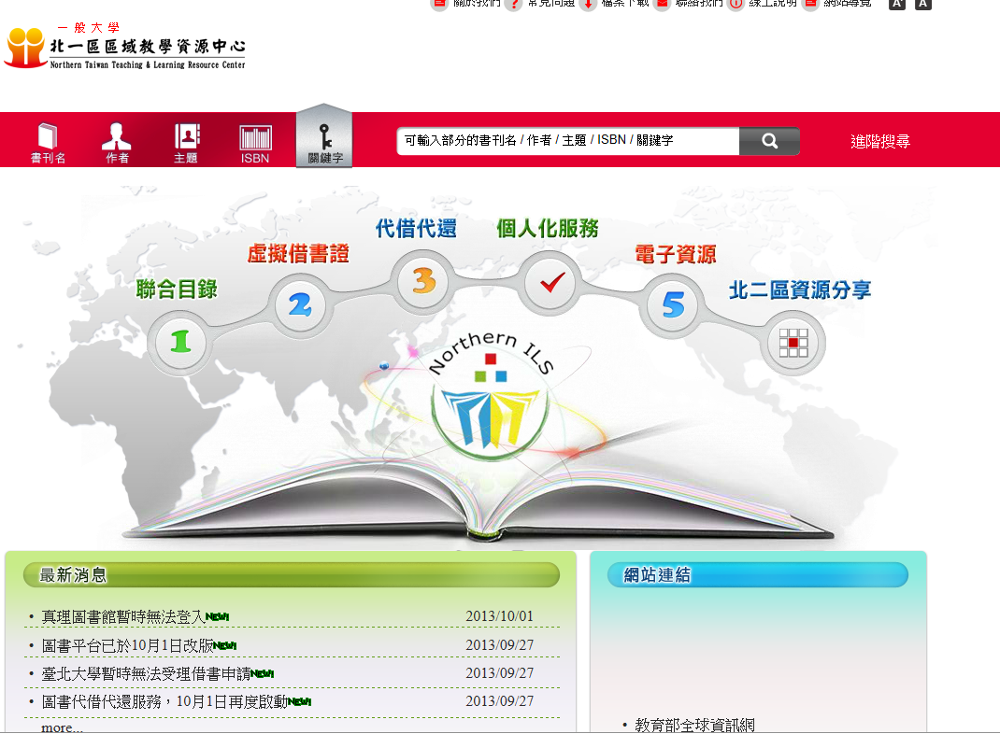 關於我們 常見問題 檔案下載 聯絡我們 線上說明 網站導覽 A A
一般大學
北一區區域教學資源中心
Northern Taiwan Teaching & Learning Resource Center
書刊名 作者 主題 ISBN 關鍵字
可輸入部分的書刊名 / 作者 / 主題 / ISBN / 關鍵字
進階搜尋
代借代還 個人化服務
虛擬借書證 電子資源
聯合目錄 北二區資源分享
1 2 3 5
Northern ILS
最新消息
• 真理圖書館暫時無法登入NEW! 2013/10/01
• 圖書平台已於10月1日改版NEW! 2013/09/27
• 臺北大學暫時無法受理借書申請NEW! 2013/09/27
• 圖書代借代還服務，10月1日再度啟動NEW! 2013/09/27
more...
網站連結
• 教育部全球資訊網